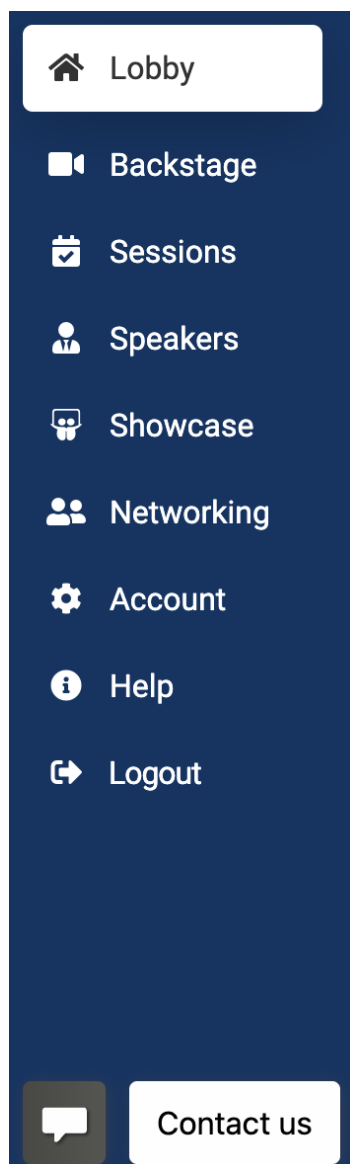 Lobby
Backstage
Sessions
Speakers
Showcase
Networking
Account
Help
Logout
Contact us